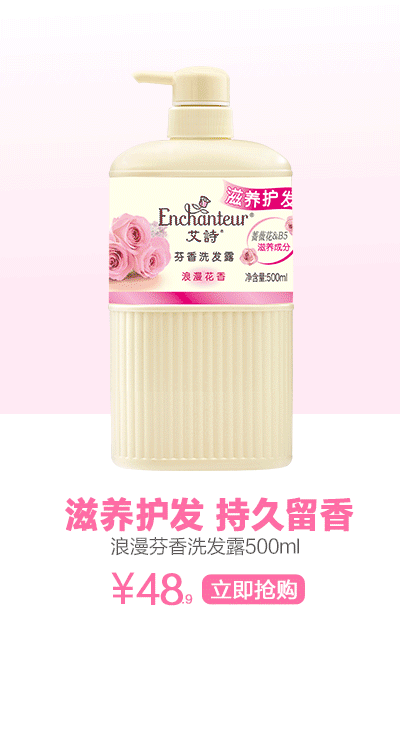 滋养护发
Enchanteur®
艾詩®
蔷薇花&B5
滋养成分
芬香洗发露
浪漫花香
净含量:500ml
滋养护发 持久留香
浪漫芬香洗发露500ml
¥48.9 立即抢购